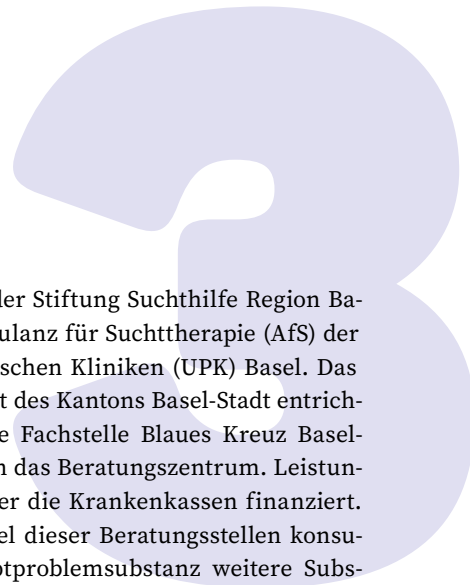 3
der Stiftung Suchthilfe Region Ba-
ulanz für Suchttherapie (AfS) der
schen Kliniken (UPK) Basel. Das
t des Kantons Basel-Stadt entrich-
e Fachstelle Blaues Kreuz Basel-
n das Beratungszentrum. Leistun-
er die Krankenkassen finanziert.
el dieser Beratungsstellen konsu-
ptproblemsubstanz weitere Subs-